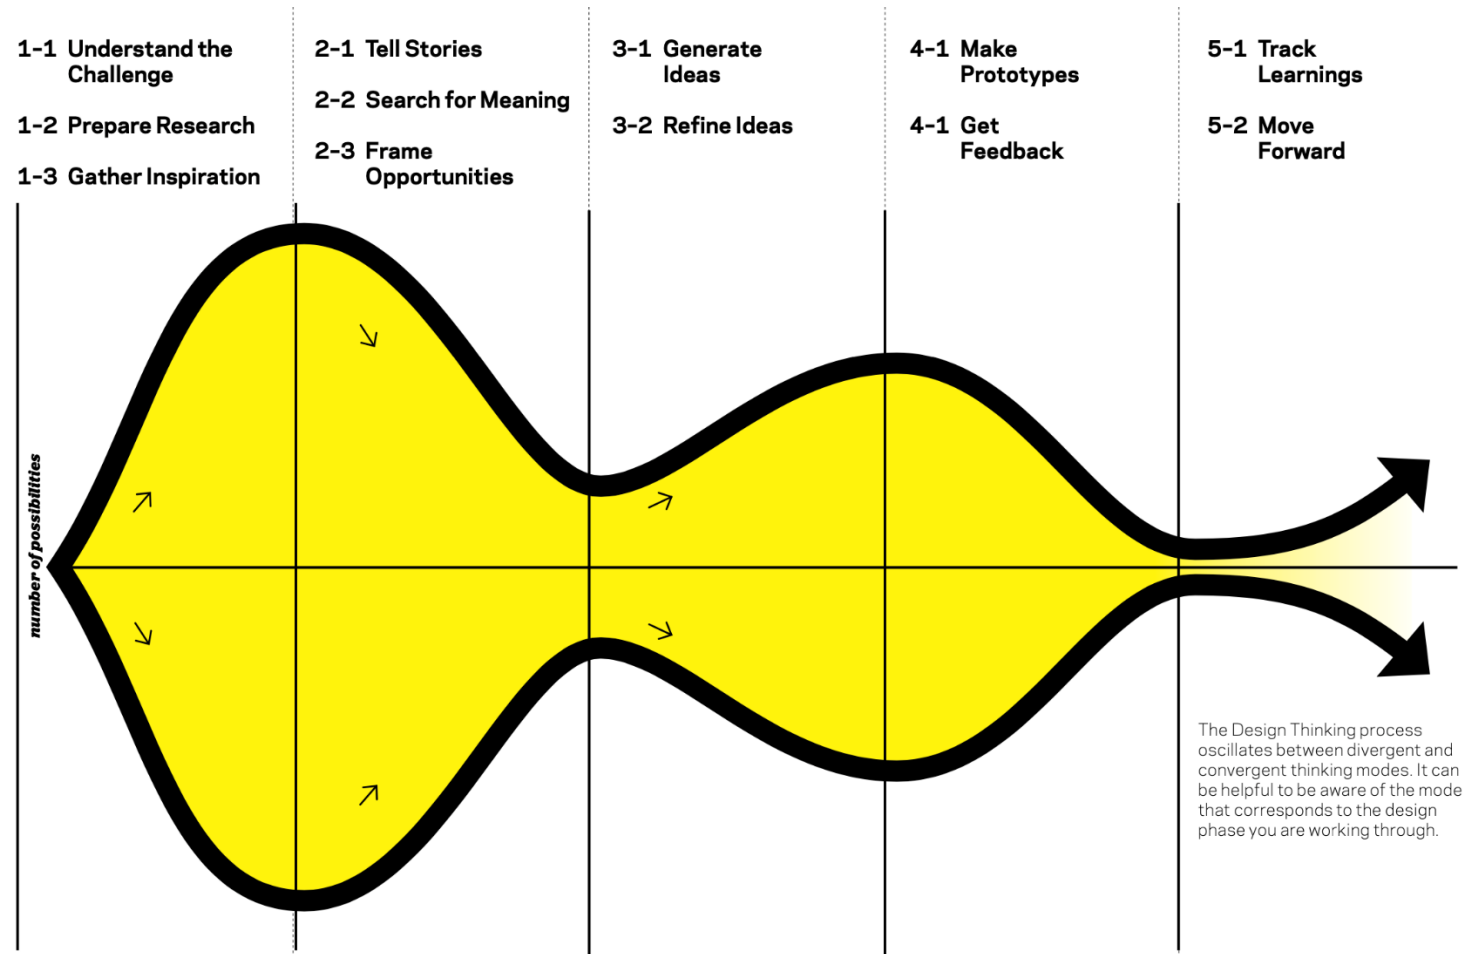 1-1 Understand the
Challenge
1-2 Prepare Research
1-3 Gather Inspiration
2-1 Tell Stories
2-2 Search for Meaning
2-3 Frame
Opportunities
3-1 Generate
Ideas
3-2 Refine Ideas
4-1 Make
Prototypes
4-1 Get
Feedback
5-1 Track
Learnings
5-2 Move
Forward
number of possibilities
The Design Thinking process
oscillates between divergent and
convergent thinking modes. It can
be helpful to be aware of the mode
that corresponds to the design
phase you are working through.